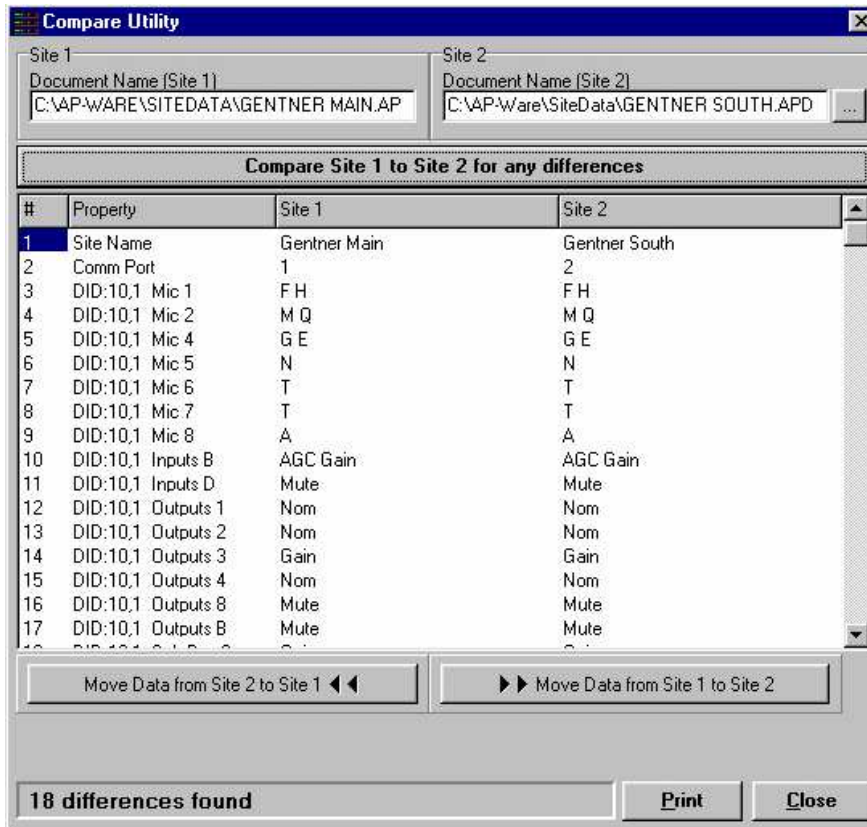 Compare Utility
Site 1
Site 2
Document Name (Site 1)
Document Name (Site 2)
C:\AP-WARE\SITEDATA\GENTNER MAIN.AP
C:\AP-Ware\SiteData\GENTNER SOUTH.APD
...
Compare Site 1 to Site 2 for any differences
# Property Site 1 Site 2
1 Site Name Gentner Main Gentner South
2 Comm Port 1 2
3 DID:10,1 Mic 1 F H F H
4 DID:10,1 Mic 2 M Q M Q
5 DID:10,1 Mic 4 G E G E
6 DID:10,1 Mic 5 N N
7 DID:10,1 Mic 6 T T
8 DID:10,1 Mic 7 T T
9 DID:10,1 Mic 8 A A
10 DID:10,1 Inputs B AGC Gain AGC Gain
11 DID:10,1 Inputs D Mute Mute
12 DID:10,1 Outputs 1 Nom Nom
13 DID:10,1 Outputs 2 Nom Nom
14 DID:10,1 Outputs 3 Gain Gain
15 DID:10,1 Outputs 4 Nom Nom
16 DID:10,1 Outputs 8 Mute Mute
17 DID:10,1 Outputs B Mute Mute
Move Data from Site 2 to Site 1
Move Data from Site 1 to Site 2
18 differences found
Print
Close